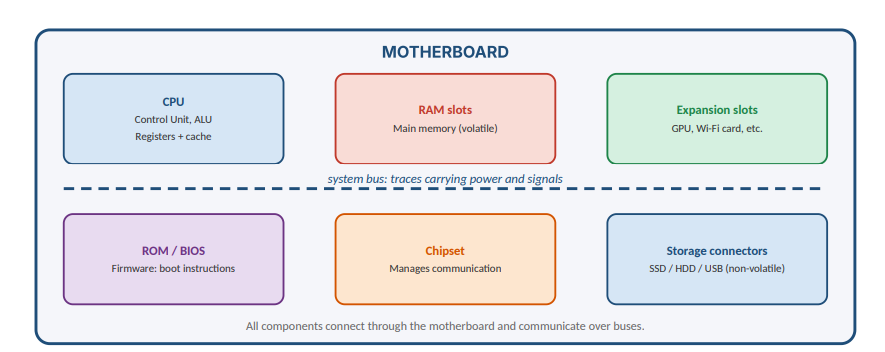 MOTHERBOARD
CPU
Control Unit, ALU
Registers + cache
RAM slots
Main memory (volatile)
Expansion slots
GPU, Wi-Fi card, etc.
system bus: traces carrying power and signals
ROM / BIOS
Firmware: boot instructions
Chipset
Manages communication
Storage connectors
SSD / HDD / USB (non-volatile)
All components connect through the motherboard and communicate over buses.